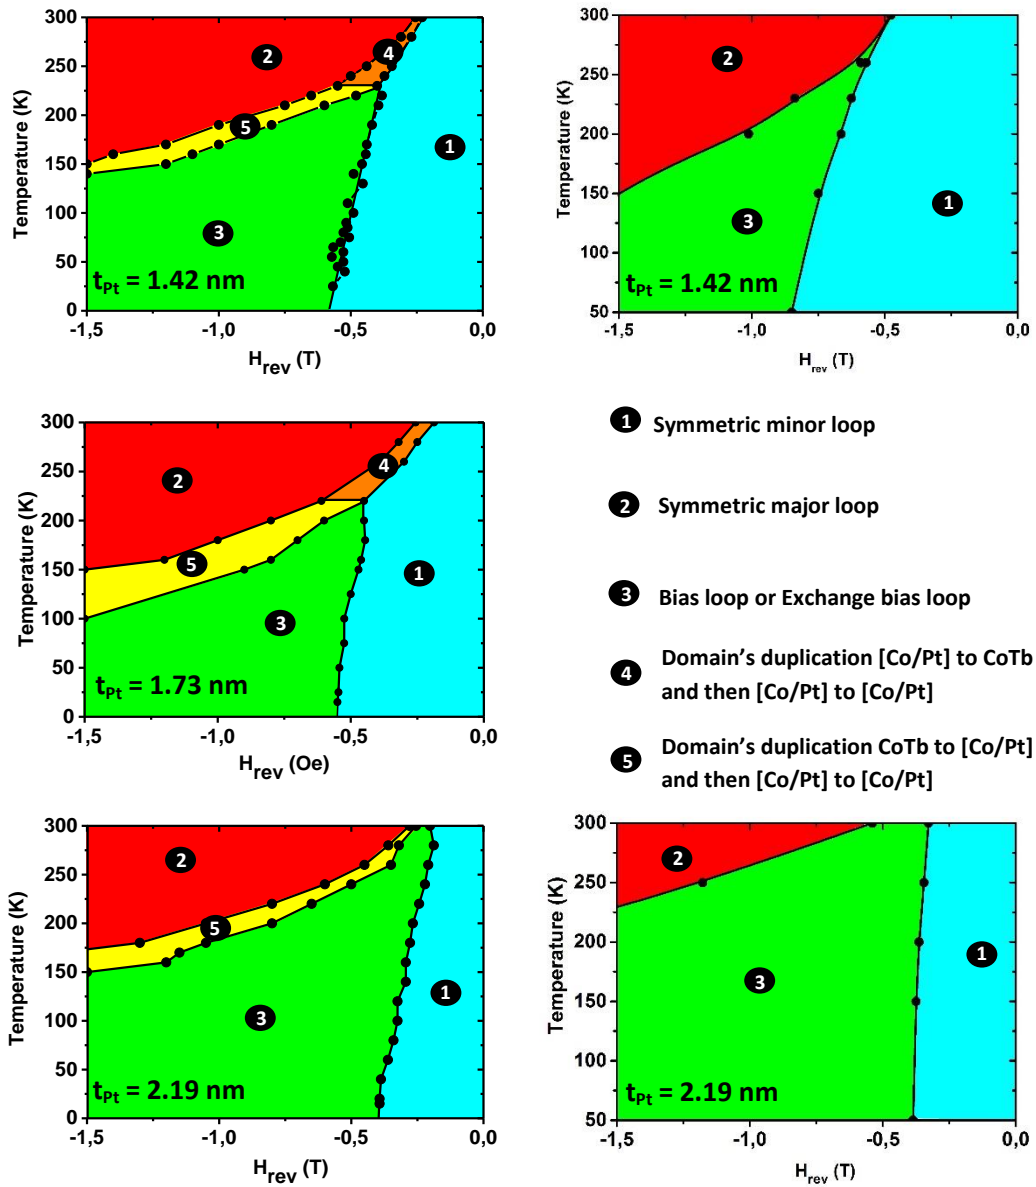 300
250
200
150
100
50
0
Temperature (K)
2
4
5
1
3
t_Pt = 1.42 nm
-1,5 -1,0 -0,5 0,0
H_rev (T)
300
250
200
150
100
50
Temperature (K)
2
3
1
t_Pt = 1.42 nm
-1,5 -1,0 -0,5 0,0
H_rev (T)
300
250
200
150
100
50
0
Temperature (K)
2
4
5
1
3
t_Pt = 1.73 nm
-1,5 -1,0 -0,5 0,0
H_rev (Oe)
1 Symmetric minor loop
2 Symmetric major loop
3 Bias loop or Exchange bias loop
4 Domain's duplication [Co/Pt] to CoTb
and then [Co/Pt] to [Co/Pt]
5 Domain's duplication CoTb to [Co/Pt]
and then [Co/Pt] to [Co/Pt]
300
250
200
150
100
50
0
Temperature (K)
2
5
1
3
t_Pt = 2.19 nm
-1,5 -1,0 -0,5 0,0
H_rev (T)
300
250
200
150
100
50
Temperature (K)
2
1
3
t_Pt = 2.19 nm
-1,5 -1,0 -0,5 0,0
H_rev (T)